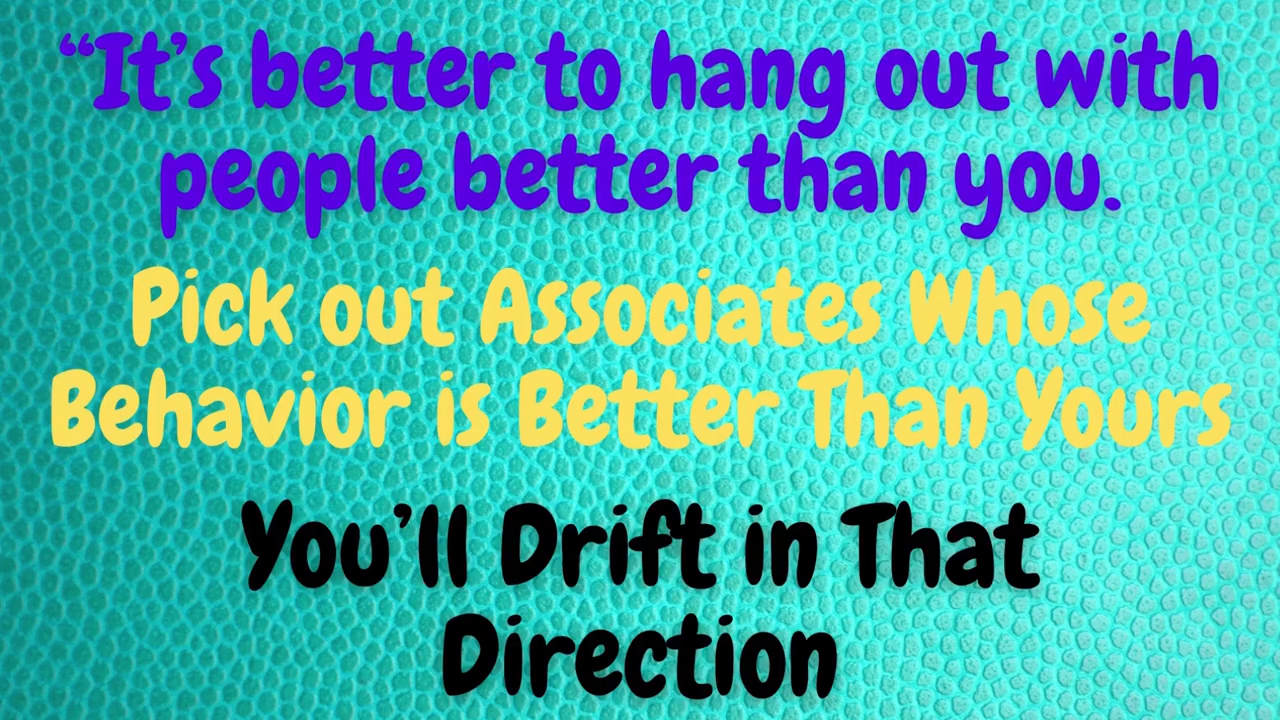 “It’s better to hang out with
people better than you.
Pick out Associates Whose
Behavior is Better Than Yours
You’ll Drift in That
Direction